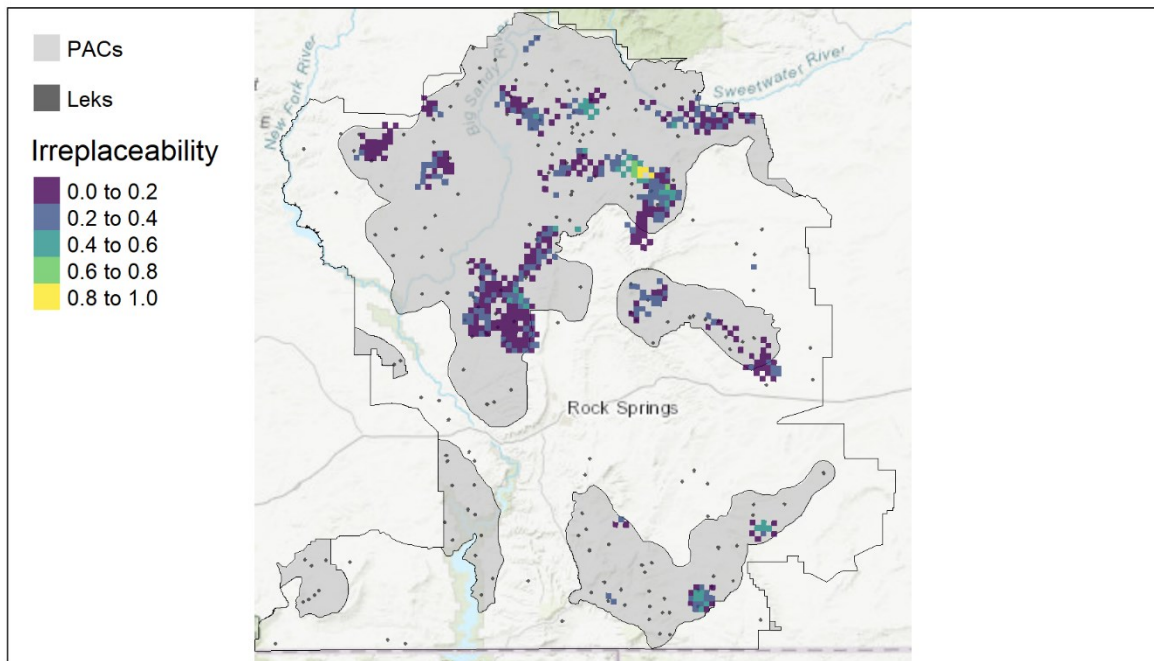 PACs
Leks
Irreplaceability
0.0 to 0.2
0.2 to 0.4
0.4 to 0.6
0.6 to 0.8
0.8 to 1.0
New Fork River
Big Sandy River
Sweetwater River
m
Rock Springs